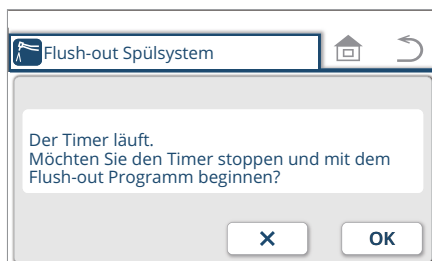 Flush-out Spülsystem
Der Timer läuft.
Möchten Sie den Timer stoppen und mit dem
Flush-out Programm beginnen?
OK